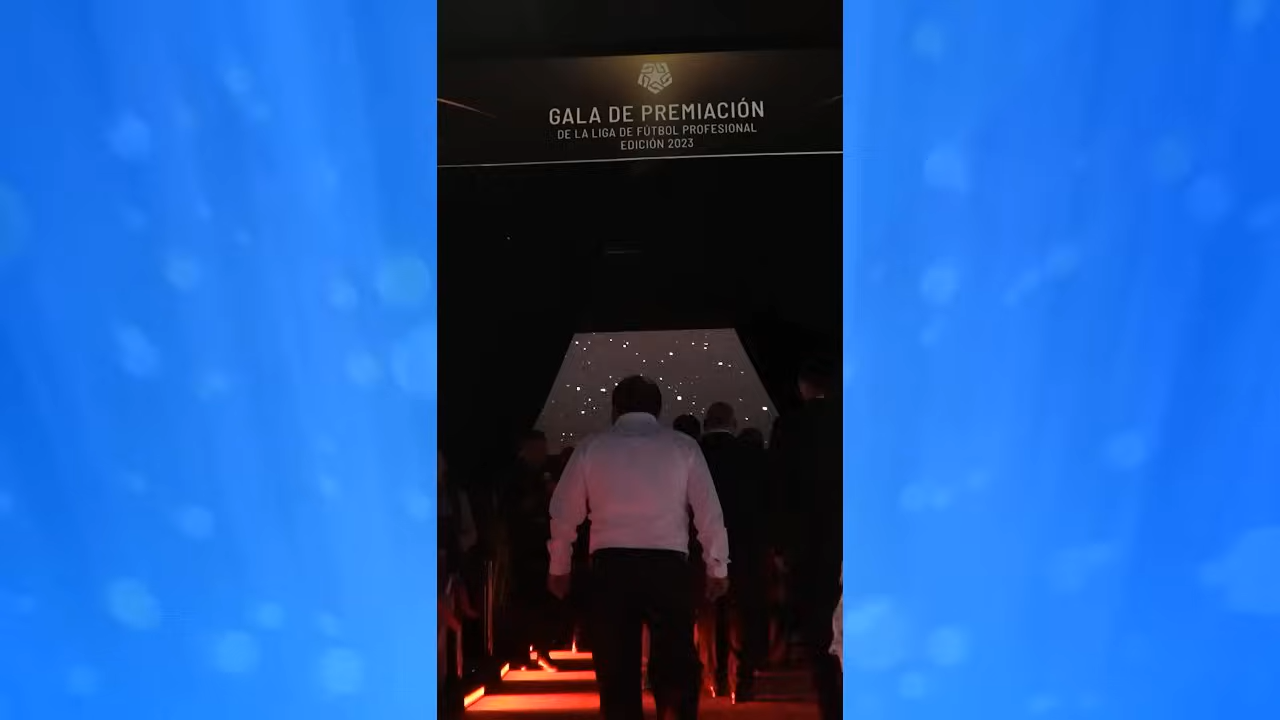 GALA DE PREMIACIÓN
DE LA LIGA DE FÚTBOL PROFESIONAL
EDICIÓN 2023